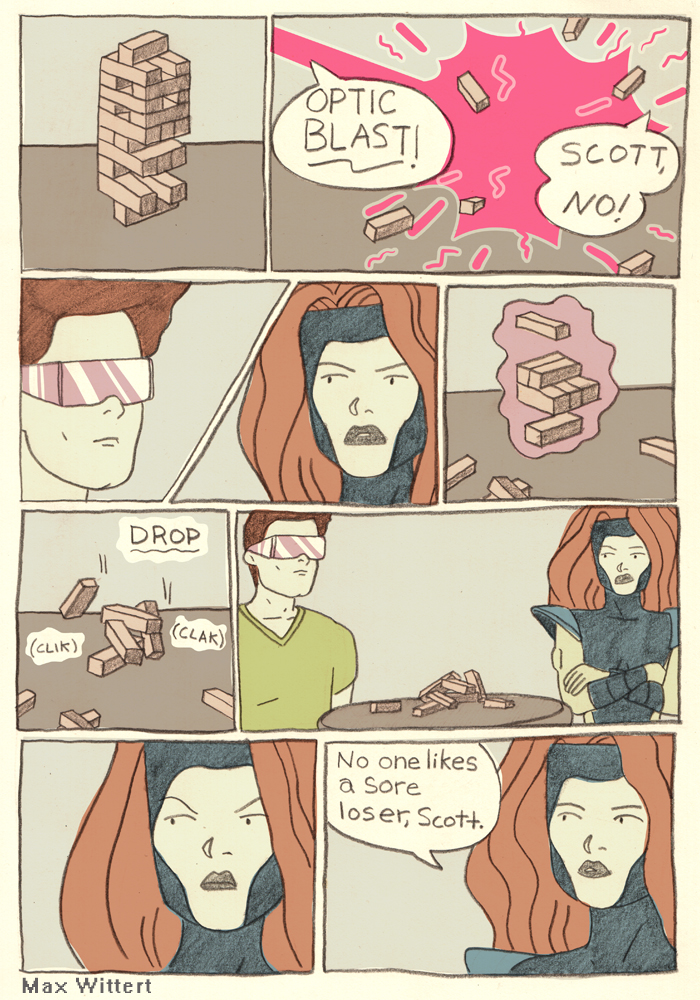 OPTIC
BLAST!
SCOTT,
NO!
DROP
(CLIK)
(CLAK)
No one likes
a sore
loser, Scott.
Max Wittert